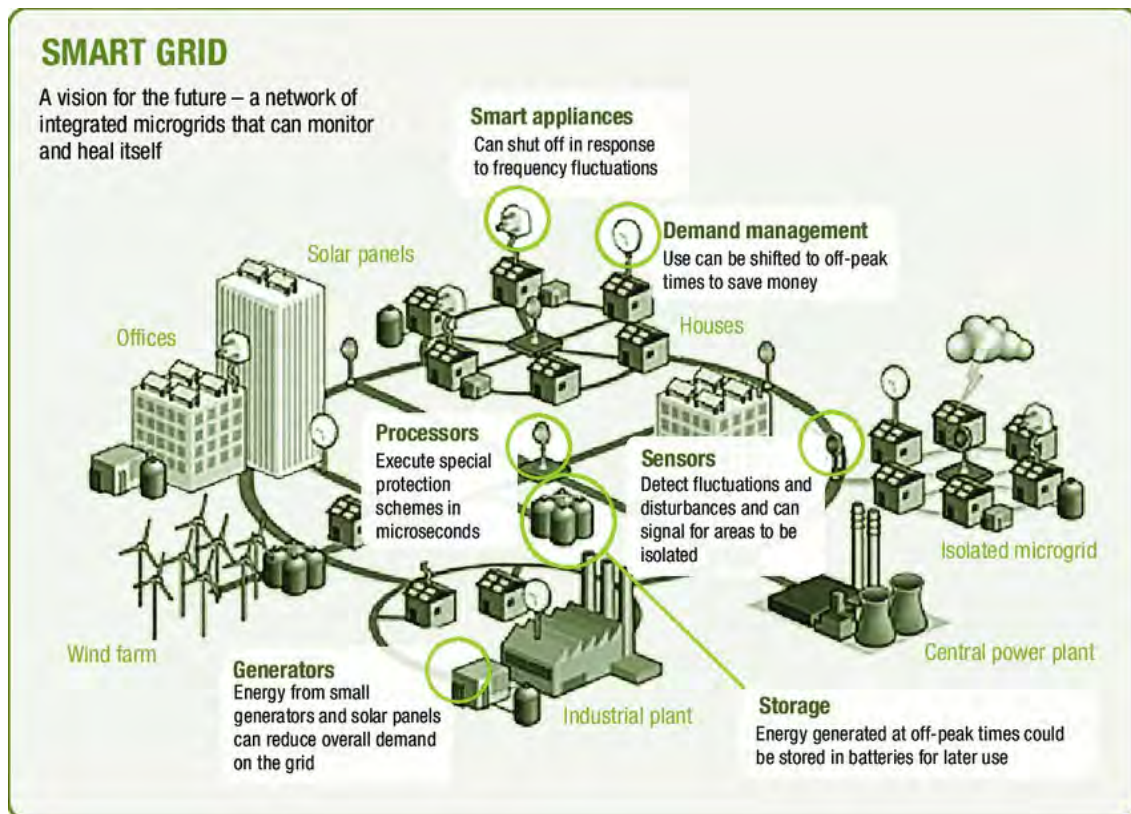 SMART GRID
A vision for the future – a network of
integrated microgrids that can monitor
and heal itself
Smart appliances
Can shut off in response
to frequency fluctuations
Demand management
Use can be shifted to off-peak
times to save money
Solar panels
Houses
Offices
Processors
Execute special
protection
schemes in
microseconds
Sensors
Detect fluctuations and
disturbances and can
signal for areas to be
isolated
Isolated microgrid
Wind farm
Central power plant
Generators
Energy from small
generators and solar panels
can reduce overall demand
on the grid
Industrial plant
Storage
Energy generated at off-peak times could
be stored in batteries for later use